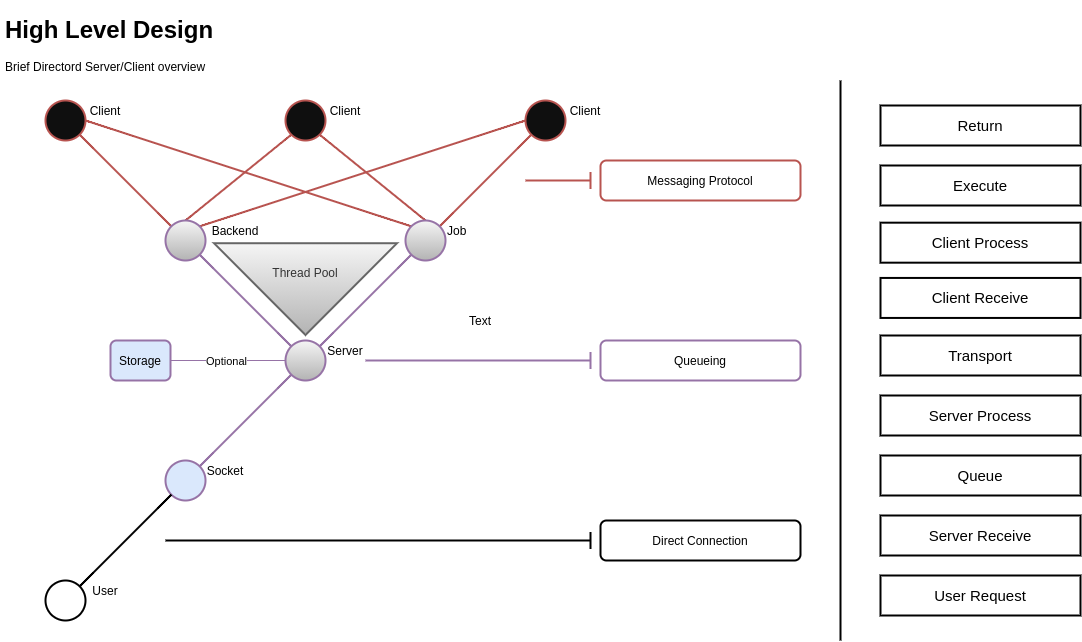 High Level Design
Brief Directord Server/Client overview
Client
Client
Client
Messaging Protocol
Backend
Job
Thread Pool
Text
Storage
Optional
Server
Queueing
Socket
Direct Connection
User
Return
Execute
Client Process
Client Receive
Transport
Server Process
Queue
Server Receive
User Request